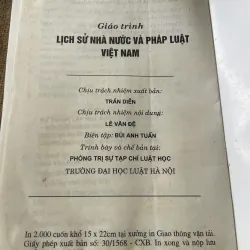 Giáo trình
LỊCH SỬ NHÀ NƯỚC VÀ PHÁP LUẬT
VIỆT NAM
Chịu trách nhiệm xuất bản:
TRẦN DIỄN
Chịu trách nhiệm nội dung:
LÊ VĂN ĐỆ
Biên tập: BÙI ANH TUẤN
Trình bày và chế bản tại:
PHÒNG TRỊ SỰ TẠP CHÍ LUẬT HỌC
TRƯỜNG ĐẠI HỌC LUẬT HÀ NỘI
In 2.000 cuốn khổ 15 x 22cm tại xưởng in Giao thông vận tải.
Giấy phép xuất bản số: 30/1568 - CXB. In xong và nộp lưu